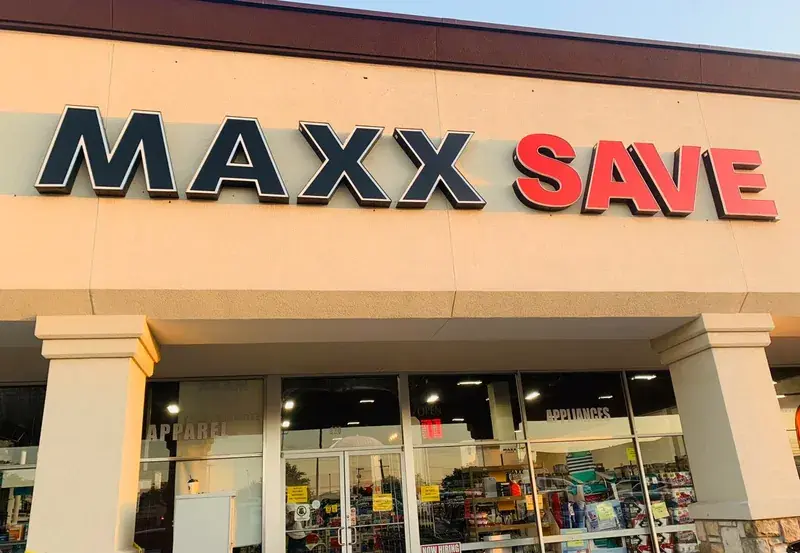 MAXX SAVE
APPAREL
OPEN
APPLIANCES
NOW HIRING